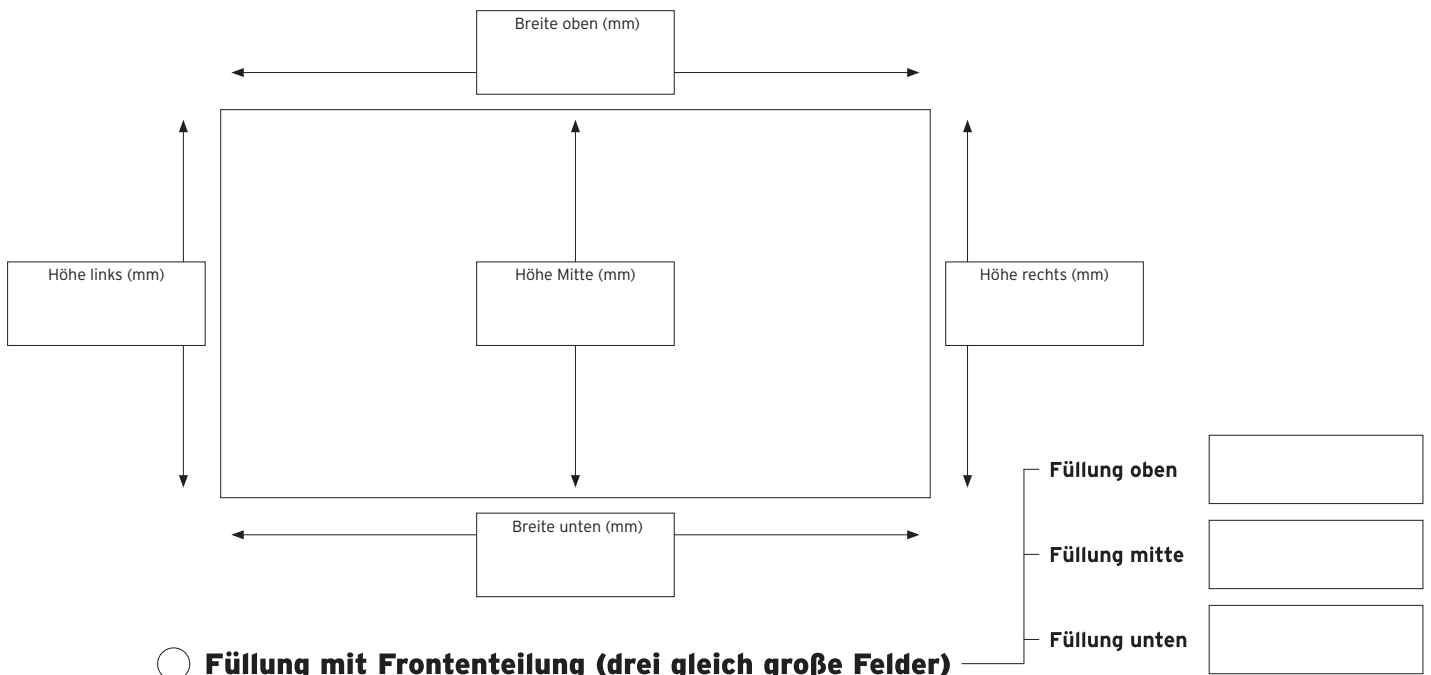 Breite oben (mm)
Höhe links (mm)
Höhe Mitte (mm)
Höhe rechts (mm)
Breite unten (mm)
Füllung oben
Füllung mitte
Füllung unten
Füllung mit Frontenteilung (drei gleich große Felder)